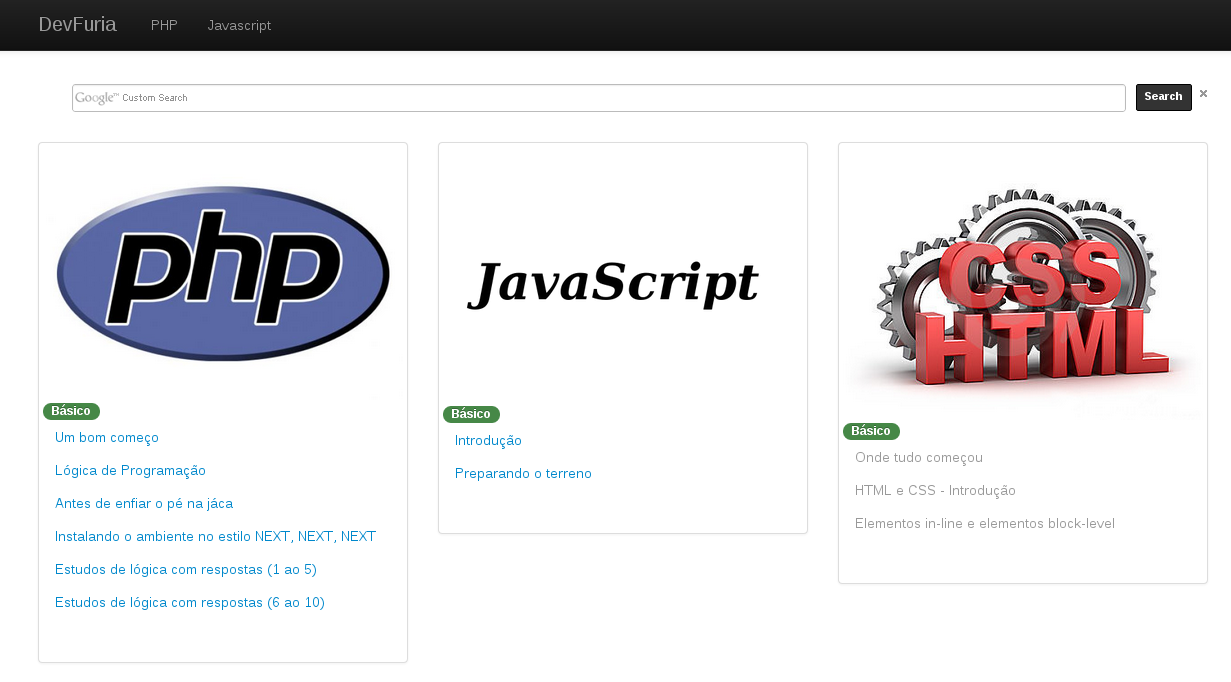 DevFuria PHP Javascript
Google™ Custom Search
Search ×
php
Básico
Um bom começo
Lógica de Programação
Antes de enfiar o pé na jáca
Instalando o ambiente no estilo NEXT, NEXT, NEXT
Estudos de lógica com respostas (1 ao 5)
Estudos de lógica com respostas (6 ao 10)
JavaScript
Básico
Introdução
Preparando o terreno
CSS
HTML
Básico
Onde tudo começou
HTML e CSS - Introdução
Elementos in-line e elementos block-level